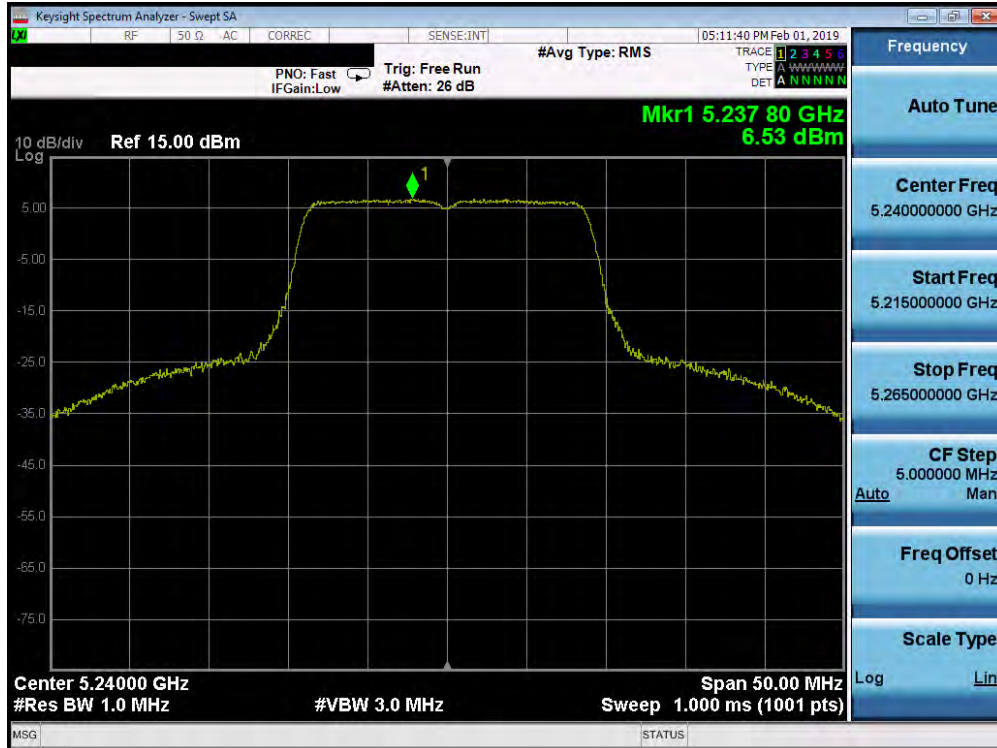 Keysight Spectrum Analyzer - Swept SA
LXI RF 50 Ω AC CORREC SENSE:INT 05:11:40 PM Feb 01, 2019
#Avg Type: RMS TRACE 1 2 3 4 5 6
PNO: Fast Trig: Free Run TYPE A WWWWW
IFGain:Low #Atten: 26 dB DET A N N N N N
Mkr1 5.237 80 GHz
10 dB/div Ref 15.00 dBm 6.53 dBm
Log
1
5.00
-5.00
-15.0
-25.0
-35.0
-45.0
-55.0
-65.0
-75.0
Center 5.24000 GHz Span 50.00 MHz
#Res BW 1.0 MHz #VBW 3.0 MHz Sweep 1.000 ms (1001 pts)
MSG STATUS
Frequency
Auto Tune
Center Freq
5.240000000 GHz
Start Freq
5.215000000 GHz
Stop Freq
5.265000000 GHz
CF Step
5.000000 MHz
Auto Man
Freq Offset
0 Hz
Scale Type
Log Lin